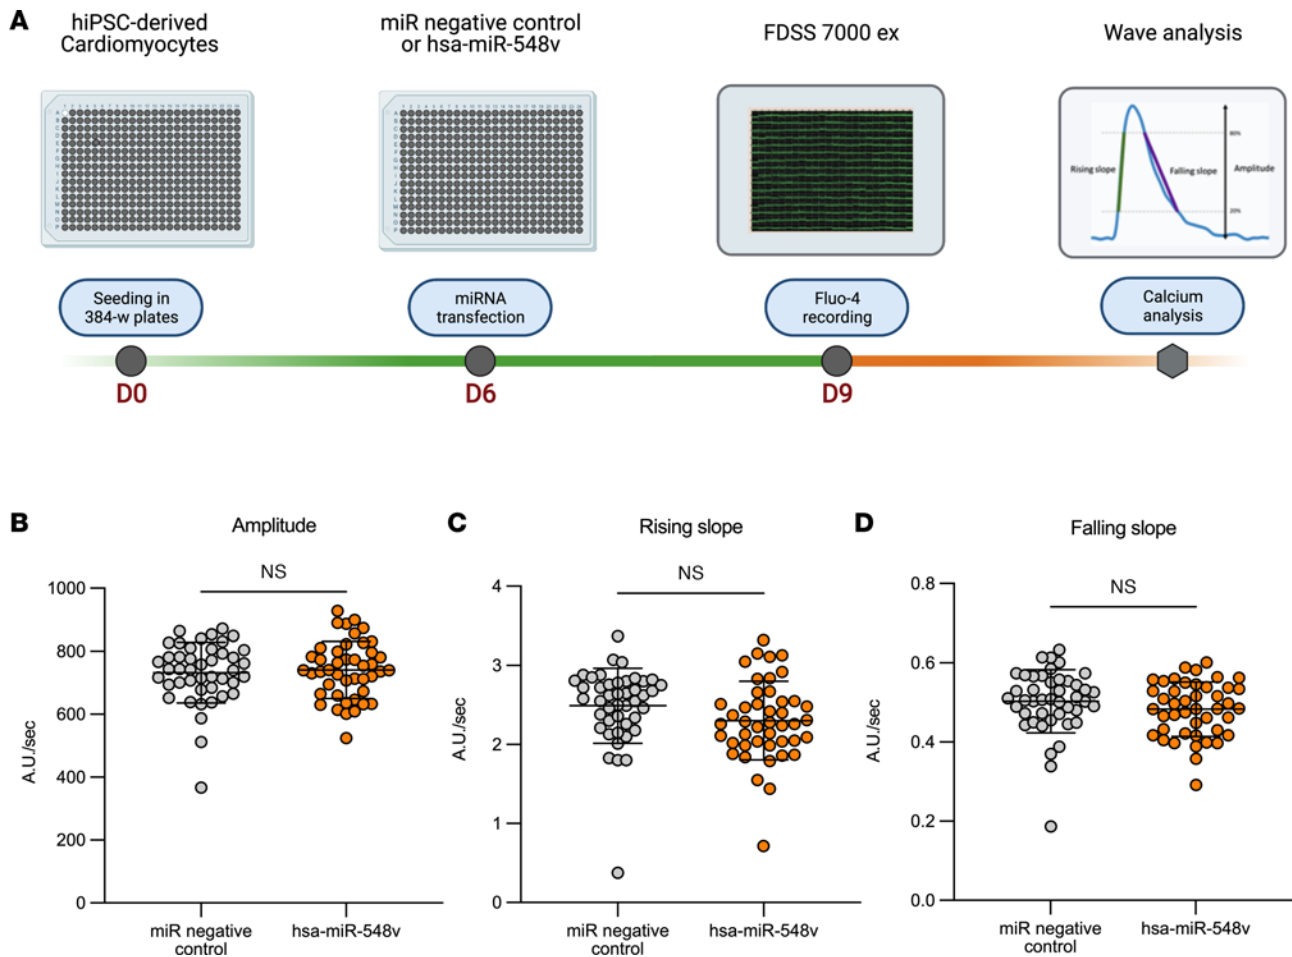 A
hiPSC-derived
Cardiomyocytes
miR negative control
or hsa-miR-548v
FDSS 7000 ex
Wave analysis
80%
Rising slope
Falling slope
Amplitude
20%
Seeding in
384-w plates
miRNA
transfection
Fluo-4
recording
Calcium
analysis
D0
D6
D9
B
Amplitude
NS
A.U./sec
1000
800
600
400
200
0
miR negative
control
hsa-miR-548v
C
Rising slope
NS
A.U./sec
4
3
2
1
0
miR negative
control
hsa-miR-548v
D
Falling slope
NS
A.U./sec
0.8
0.6
0.4
0.2
0.0
miR negative
control
hsa-miR-548v